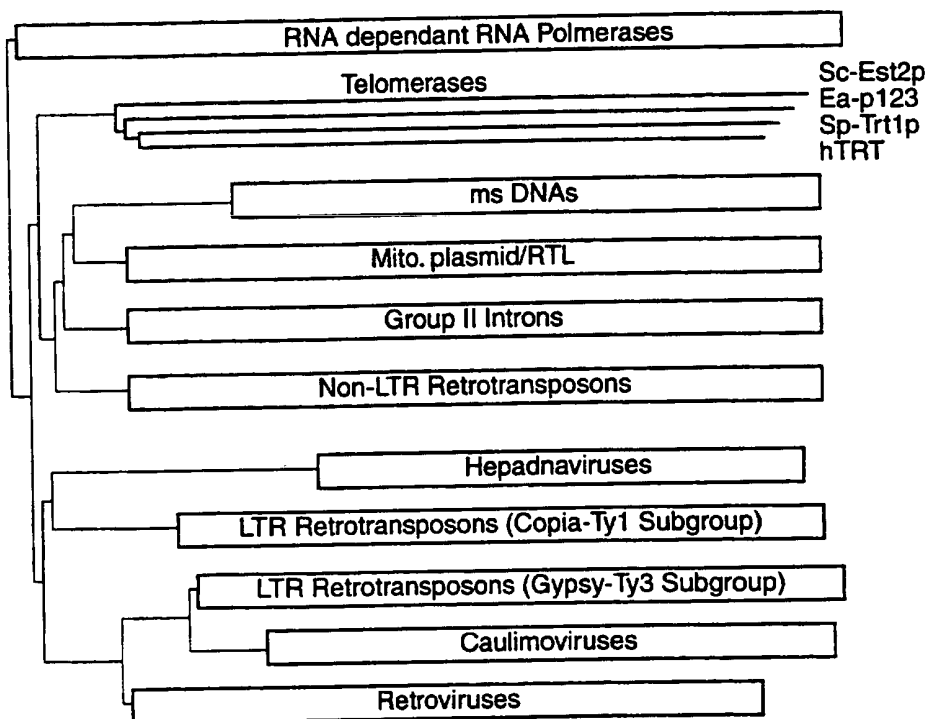 RNA dependant RNA Polmerases
Telomerases
Sc-Est2p
Ea-p123
Sp-Trt1p
hTRT
ms DNAs
Mito. plasmid/RTL
Group II Introns
Non-LTR Retrotransposons
Hepadnaviruses
LTR Retrotransposons (Copia-Ty1 Subgroup)
LTR Retrotransposons (Gypsy-Ty3 Subgroup)
Caulimoviruses
Retroviruses